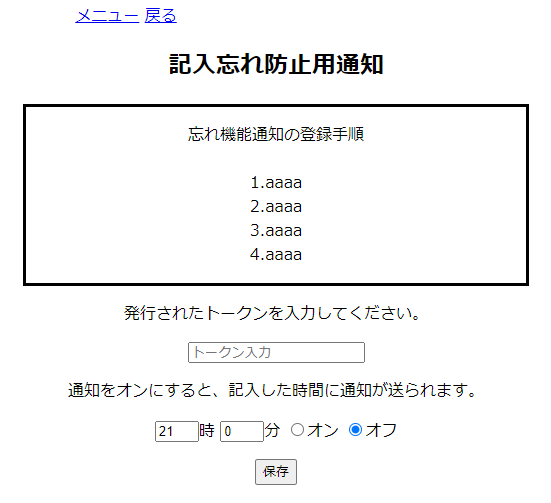 メニュー 戻る
記入忘れ防止用通知
忘れ機能通知の登録手順
1.aaaa
2.aaaa
3.aaaa
4.aaaa
発行されたトークンを入力してください。
トークン入力
通知をオンにすると、記入した時間に通知が送られます。
21時 0分 オン オフ
保存